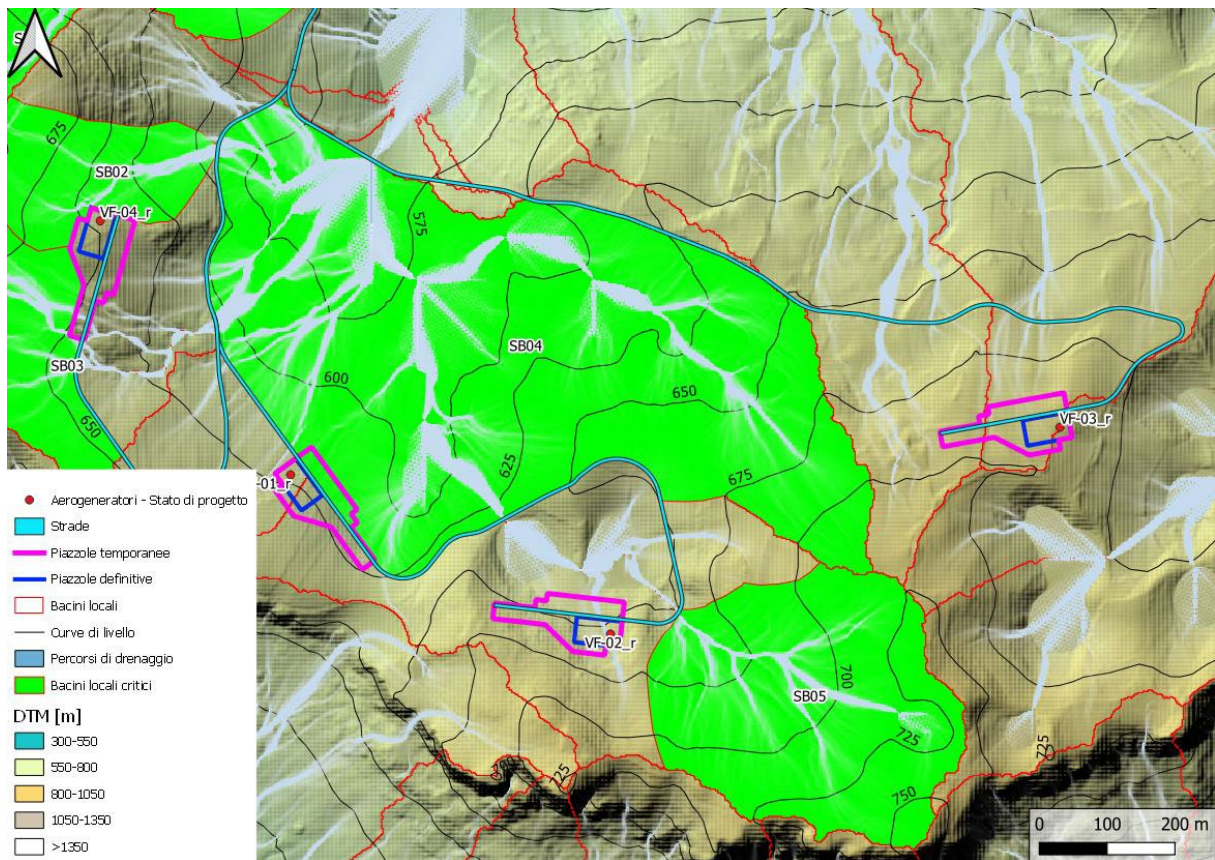 S
675
SB02
VF-04_r
575
SB03
SB04
600
650
650
VF-03_r
625
675
-01_r
VF-02_r
700
SB05
725
725
725
700
750
Aerogeneratori - Stato di progetto
Strade
Piazzole temporanee
Piazzole definitive
Bacini locali
Curve di livello
Percorsi di drenaggio
Bacini locali critici
DTM [m]
300-550
550-800
800-1050
1050-1350
>1350
0 100 200 m